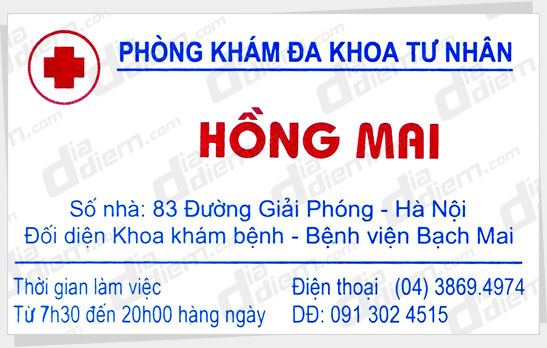 PHÒNG KHÁM ĐA KHOA TƯ NHÂN
HỒNG MAI
Số nhà: 83 Đường Giải Phóng - Hà Nội
Đối diện Khoa khám bệnh - Bệnh viện Bạch Mai
Thời gian làm việc
Điện thoại (04) 3869.4974
Từ 7h30 đến 20h00 hàng ngày
DĐ: 091 302 4515
diadiem.com